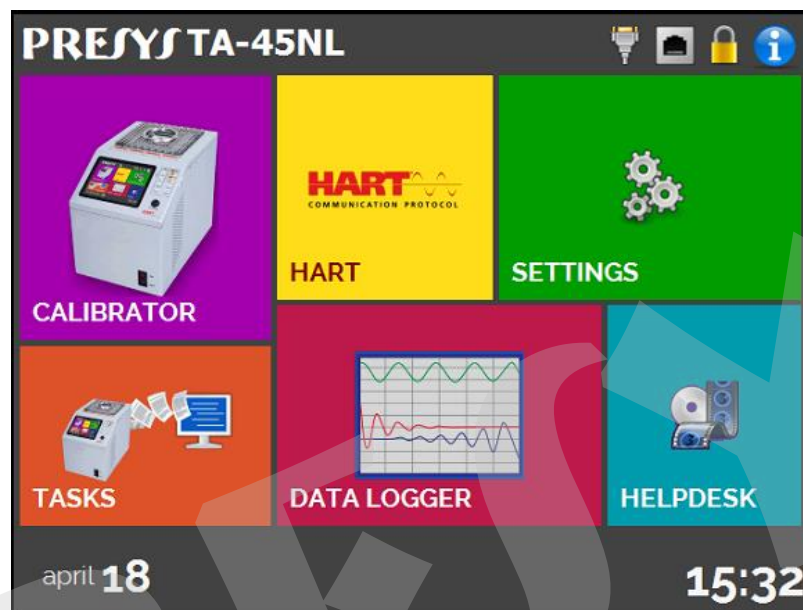 PRESYS TA-45NL
CALIBRATOR
HART
COMMUNICATION PROTOCOL
HART
SETTINGS
TASKS
DATA LOGGER
HELPDESK
april 18
15:32